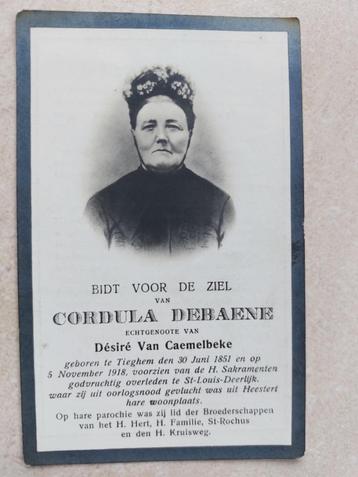 BIDT VOOR DE ZIEL
VAN
CORDULA DEBAENE
ECHTGENOOTE VAN
Désiré Van Caemelbeke
geboren te Tieghem den 30 Juni 1851 en op
5 November 1918, voorzien van de H. Sakramenten
godvruchtig overleden te St-Louis-Deerlijk.
waar zij uit oorlogsnood gevlucht was uit Heestert
hare woonplaats.
Op hare parochie was zij lid der Broederschappen
van het H. Hert, H. Familie, St-Rochus
en den H. Kruisweg.